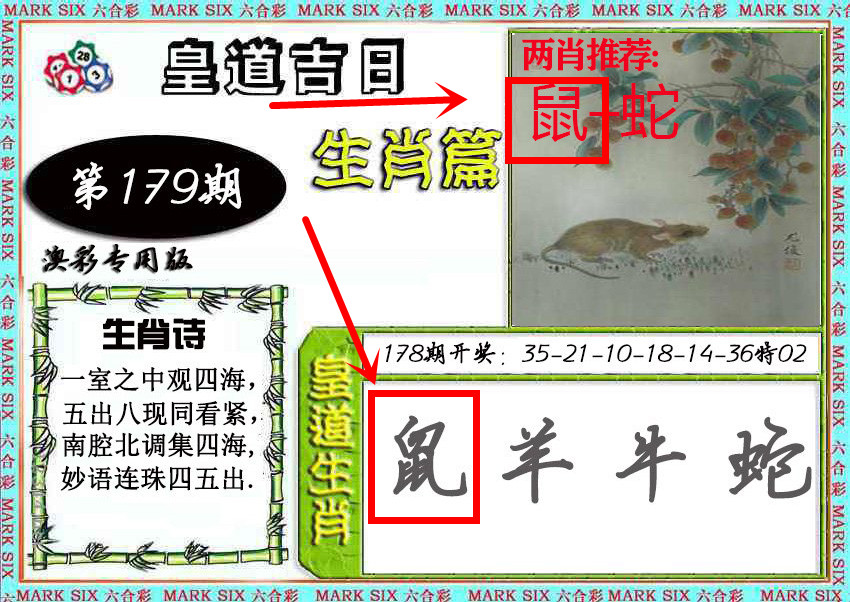 MARK SIX 六合彩 MARK SIX 六合彩 MARK SIX 六合彩 MARK SIX 六合彩 MARK SIX 六合彩 MARK SIX 六合彩
皇道吉日
生肖篇
第179期
澳彩专用版
两肖推荐:
鼠-蛇
生肖诗
一室之中观四海，
五出八现同看紧，
南腔北调集四海，
妙语连珠四五出.
178期开奖：35-21-10-18-14-36特02
皇道生肖
鼠 羊 牛 蛇
MARK SIX 六合彩 MARK SIX 六合彩 MARK SIX 六合彩 MARK SIX 六合彩 MARK SIX 六合彩 MARK SIX 六合彩